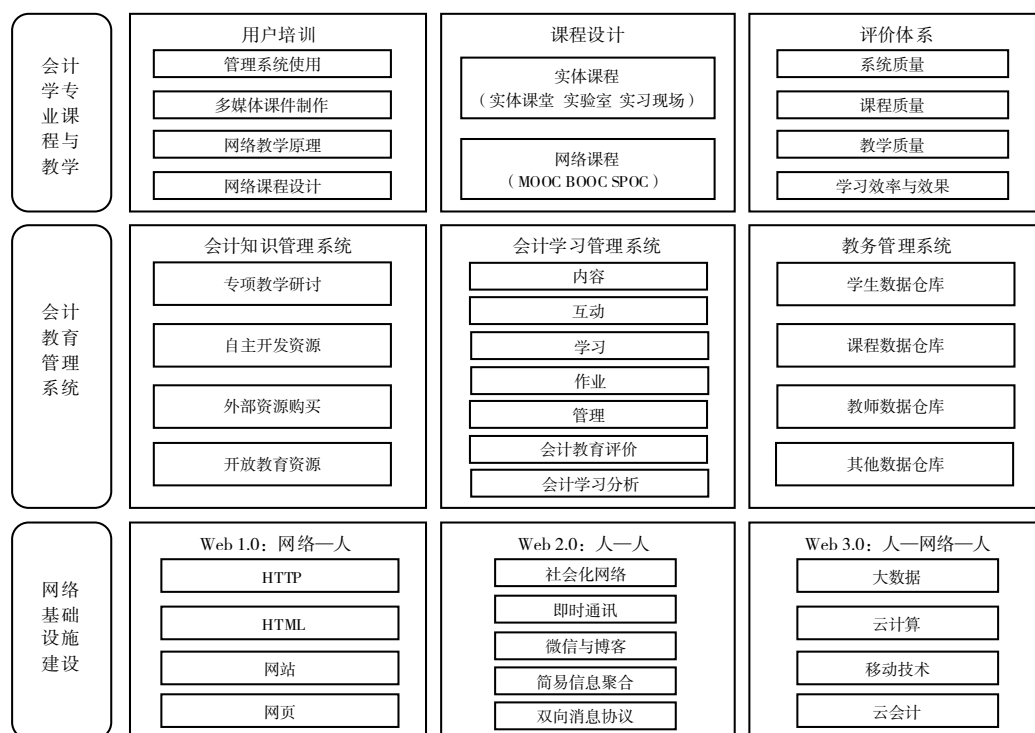 会计
学专
业课
程与
教学
用户培训
管理系统使用
多媒体课件制作
网络教学原理
网络课程设计
课程设计
实体课程
（实体课堂 实验室 实习现场）
网络课程
（MOOC BOOC SPOC）
评价体系
系统质量
课程质量
教学质量
学习效率与效果
会计
教育
管理
系统
会计知识管理系统
专项教学研讨
自主开发资源
外部资源购买
开放教育资源
会计学习管理系统
内容
互动
学习
作业
管理
会计教育评价
会计学习分析
教务管理系统
学生数据仓库
课程数据仓库
教师数据仓库
其他数据仓库
网络
基础
设施
建设
Web 1.0：网络—人
HTTP
HTML
网站
网页
Web 2.0：人—人
社会化网络
即时通讯
微信与博客
简易信息聚合
双向消息协议
Web 3.0：人—网络—人
大数据
云计算
移动技术
云会计